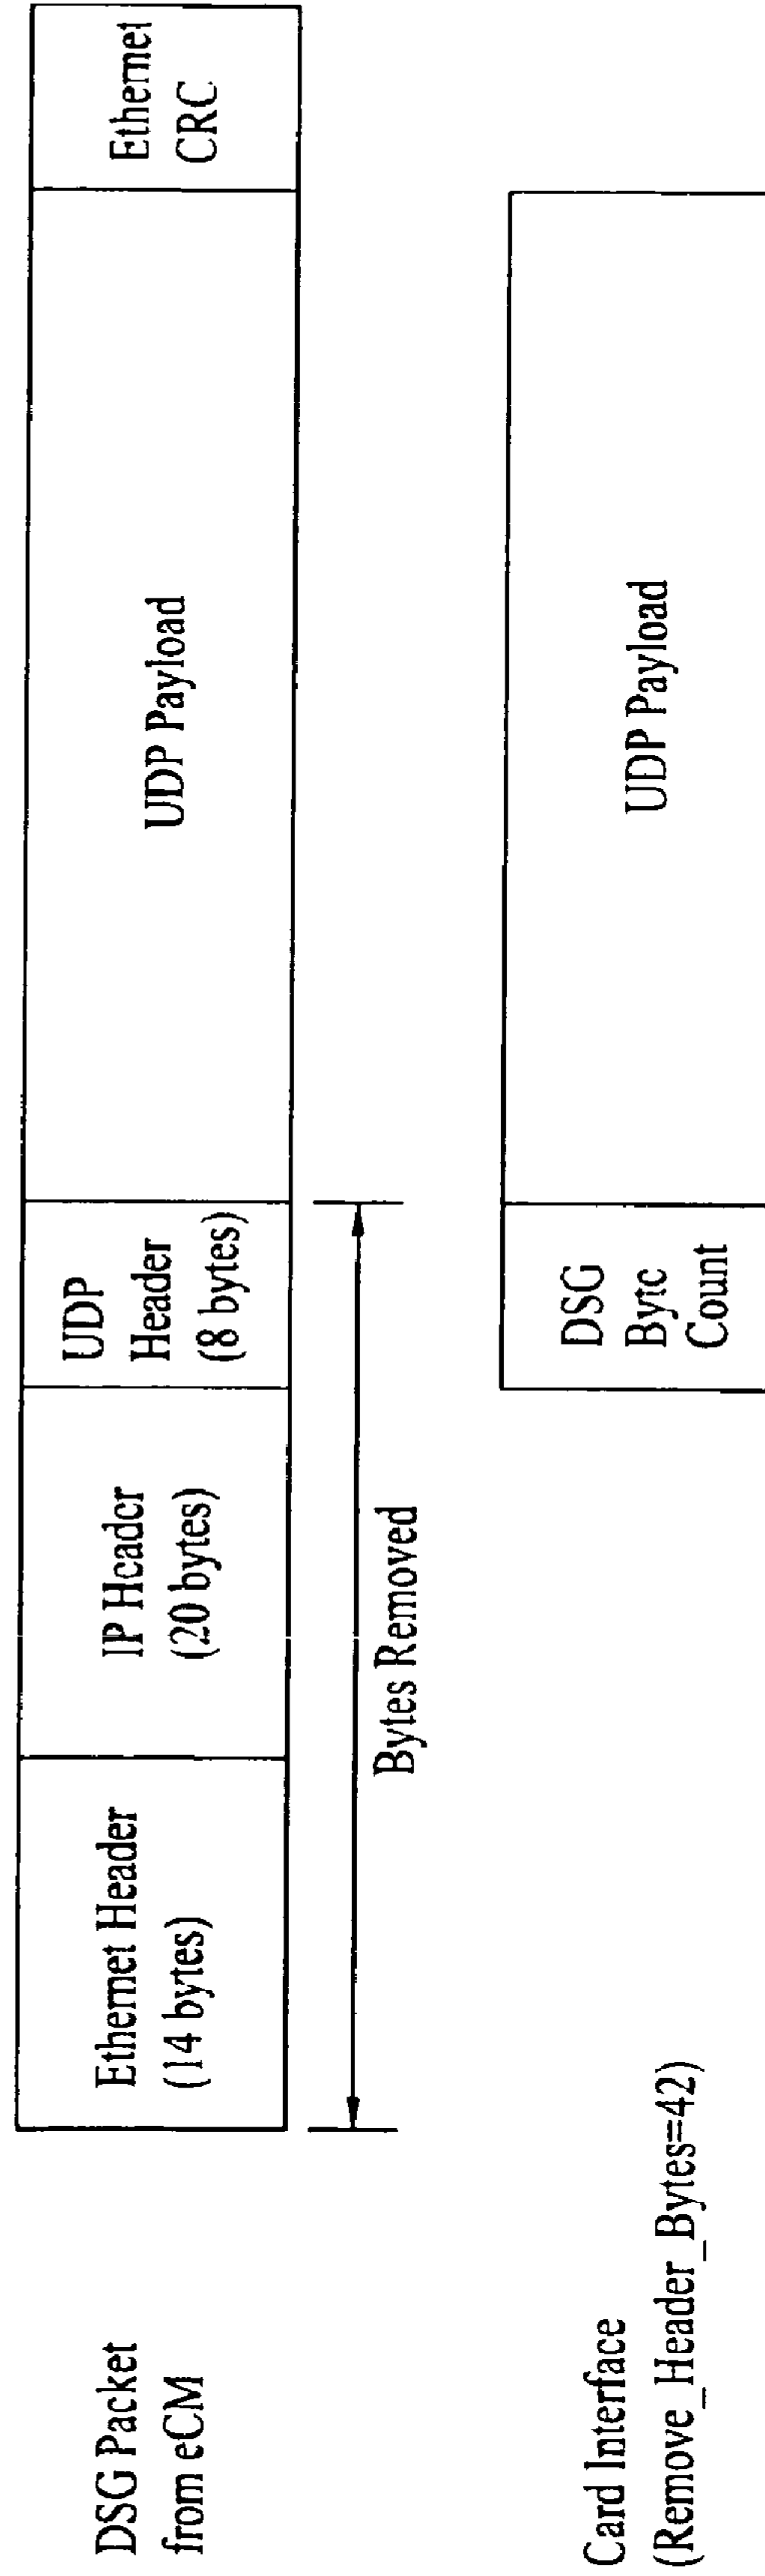 DSG Packet
from eCM
Ethernet Header
(14 bytes)
IP Header
(20 bytes)
UDP
Header
(8 bytes)
UDP Payload
Ethernet
CRC
Bytes Removed
Card Interface
(Remove_Header_Bytes=42)
DSG
Byte
Count
UDP Payload